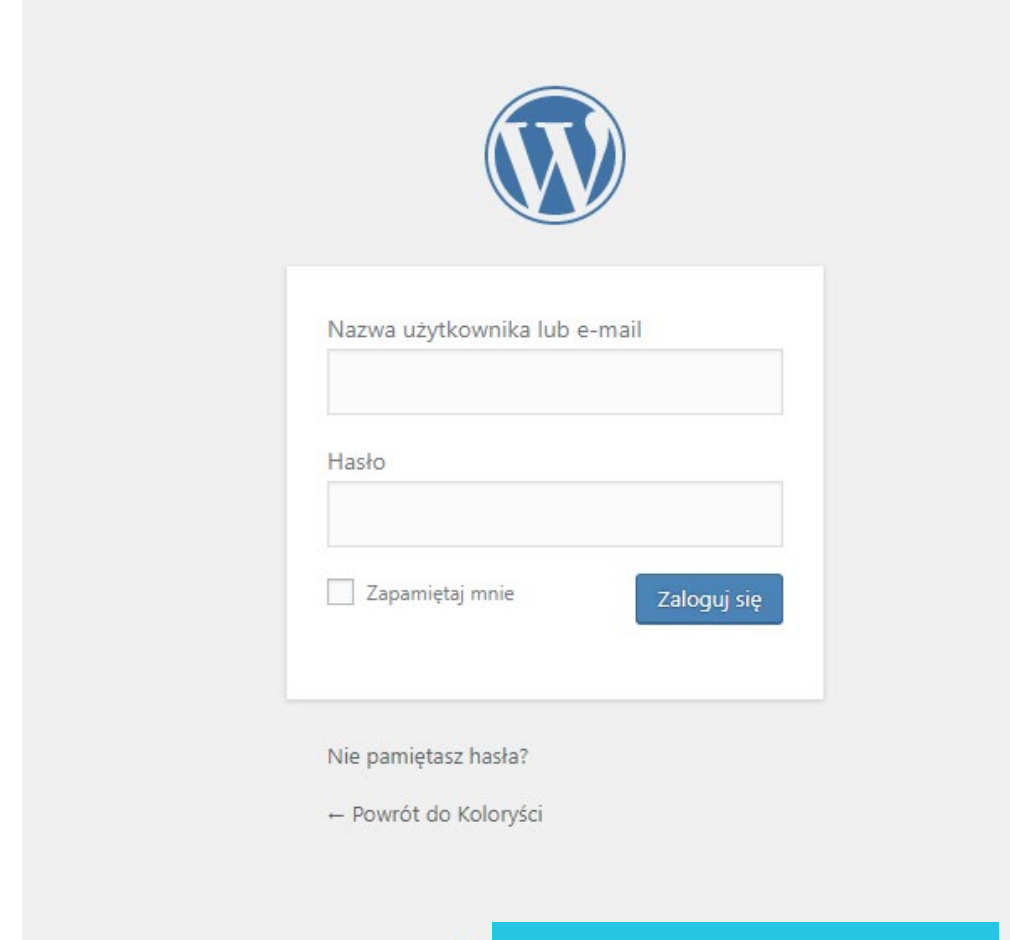 Nazwa użytkownika lub e-mail
Hasło
Zapamiętaj mnie
Zaloguj się
Nie pamiętasz hasła?
← Powrót do Koloryści